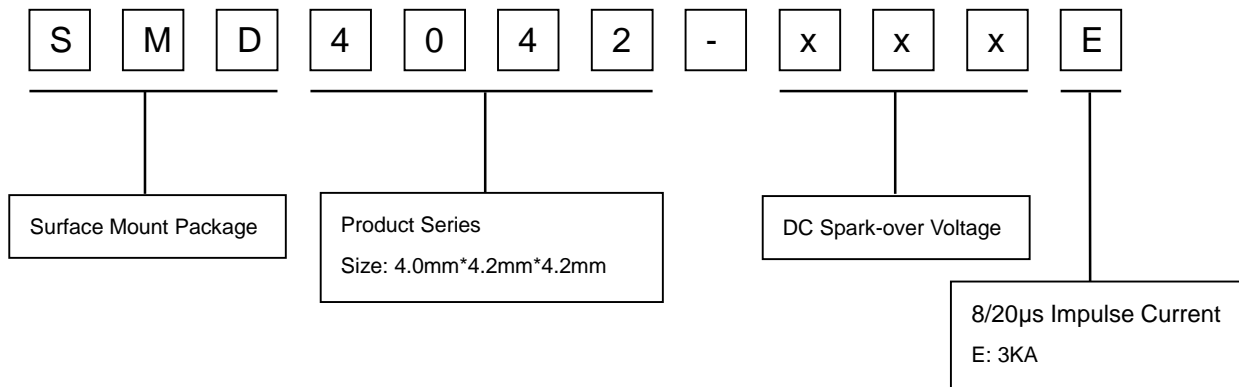 S M D 4 0 4 2 - x x x E
Surface Mount Package
Product Series
Size: 4.0mm*4.2mm*4.2mm
DC Spark-over Voltage
8/20μs Impulse Current
E: 3KA